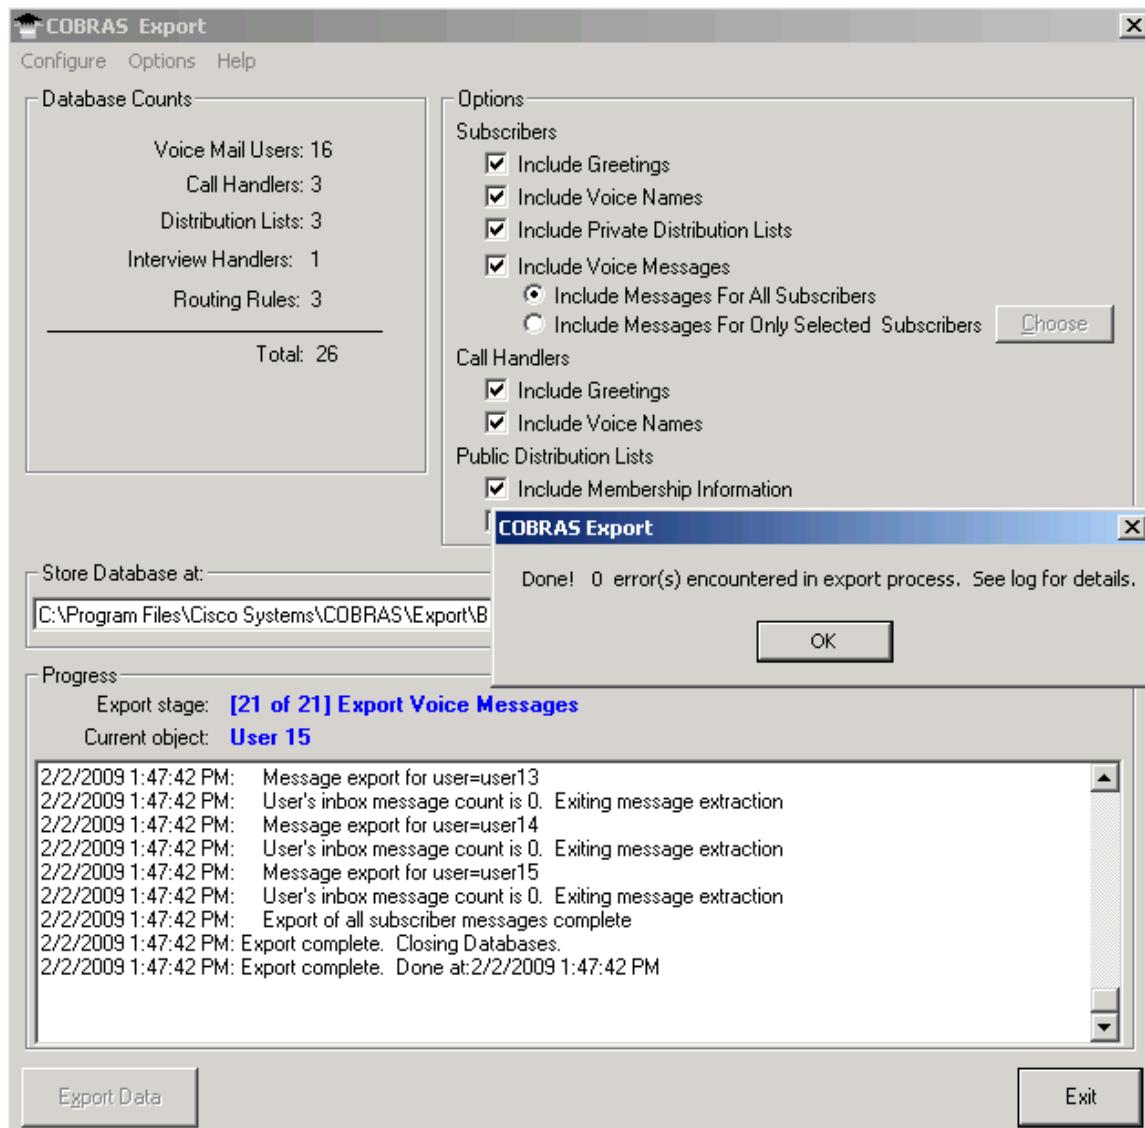 COBRAS Export
Configure Options Help
Database Counts
Voice Mail Users: 16
Call Handlers: 3
Distribution Lists: 3
Interview Handlers: 1
Routing Rules: 3
Total: 26
Options
Subscribers
Include Greetings
Include Voice Names
Include Private Distribution Lists
Include Voice Messages
Include Messages For All Subscribers
Include Messages For Only Selected Subscribers
Choose
Call Handlers
Include Greetings
Include Voice Names
Public Distribution Lists
Include Membership Information
COBRAS Export
Done! 0 error(s) encountered in export process. See log for details.
OK
Store Database at:
C:\Program Files\Cisco Systems\COBRAS\Export\B
Progress
Export stage: [21 of 21] Export Voice Messages
Current object: User 15
2/2/2009 1:47:42 PM: Message export for user=user13
2/2/2009 1:47:42 PM: User's inbox message count is 0. Exiting message extraction
2/2/2009 1:47:42 PM: Message export for user=user14
2/2/2009 1:47:42 PM: User's inbox message count is 0. Exiting message extraction
2/2/2009 1:47:42 PM: Message export for user=user15
2/2/2009 1:47:42 PM: User's inbox message count is 0. Exiting message extraction
2/2/2009 1:47:42 PM: Export of all subscriber messages complete
2/2/2009 1:47:42 PM: Export complete. Closing Databases.
2/2/2009 1:47:42 PM: Export complete. Done at:2/2/2009 1:47:42 PM
Export Data
Exit